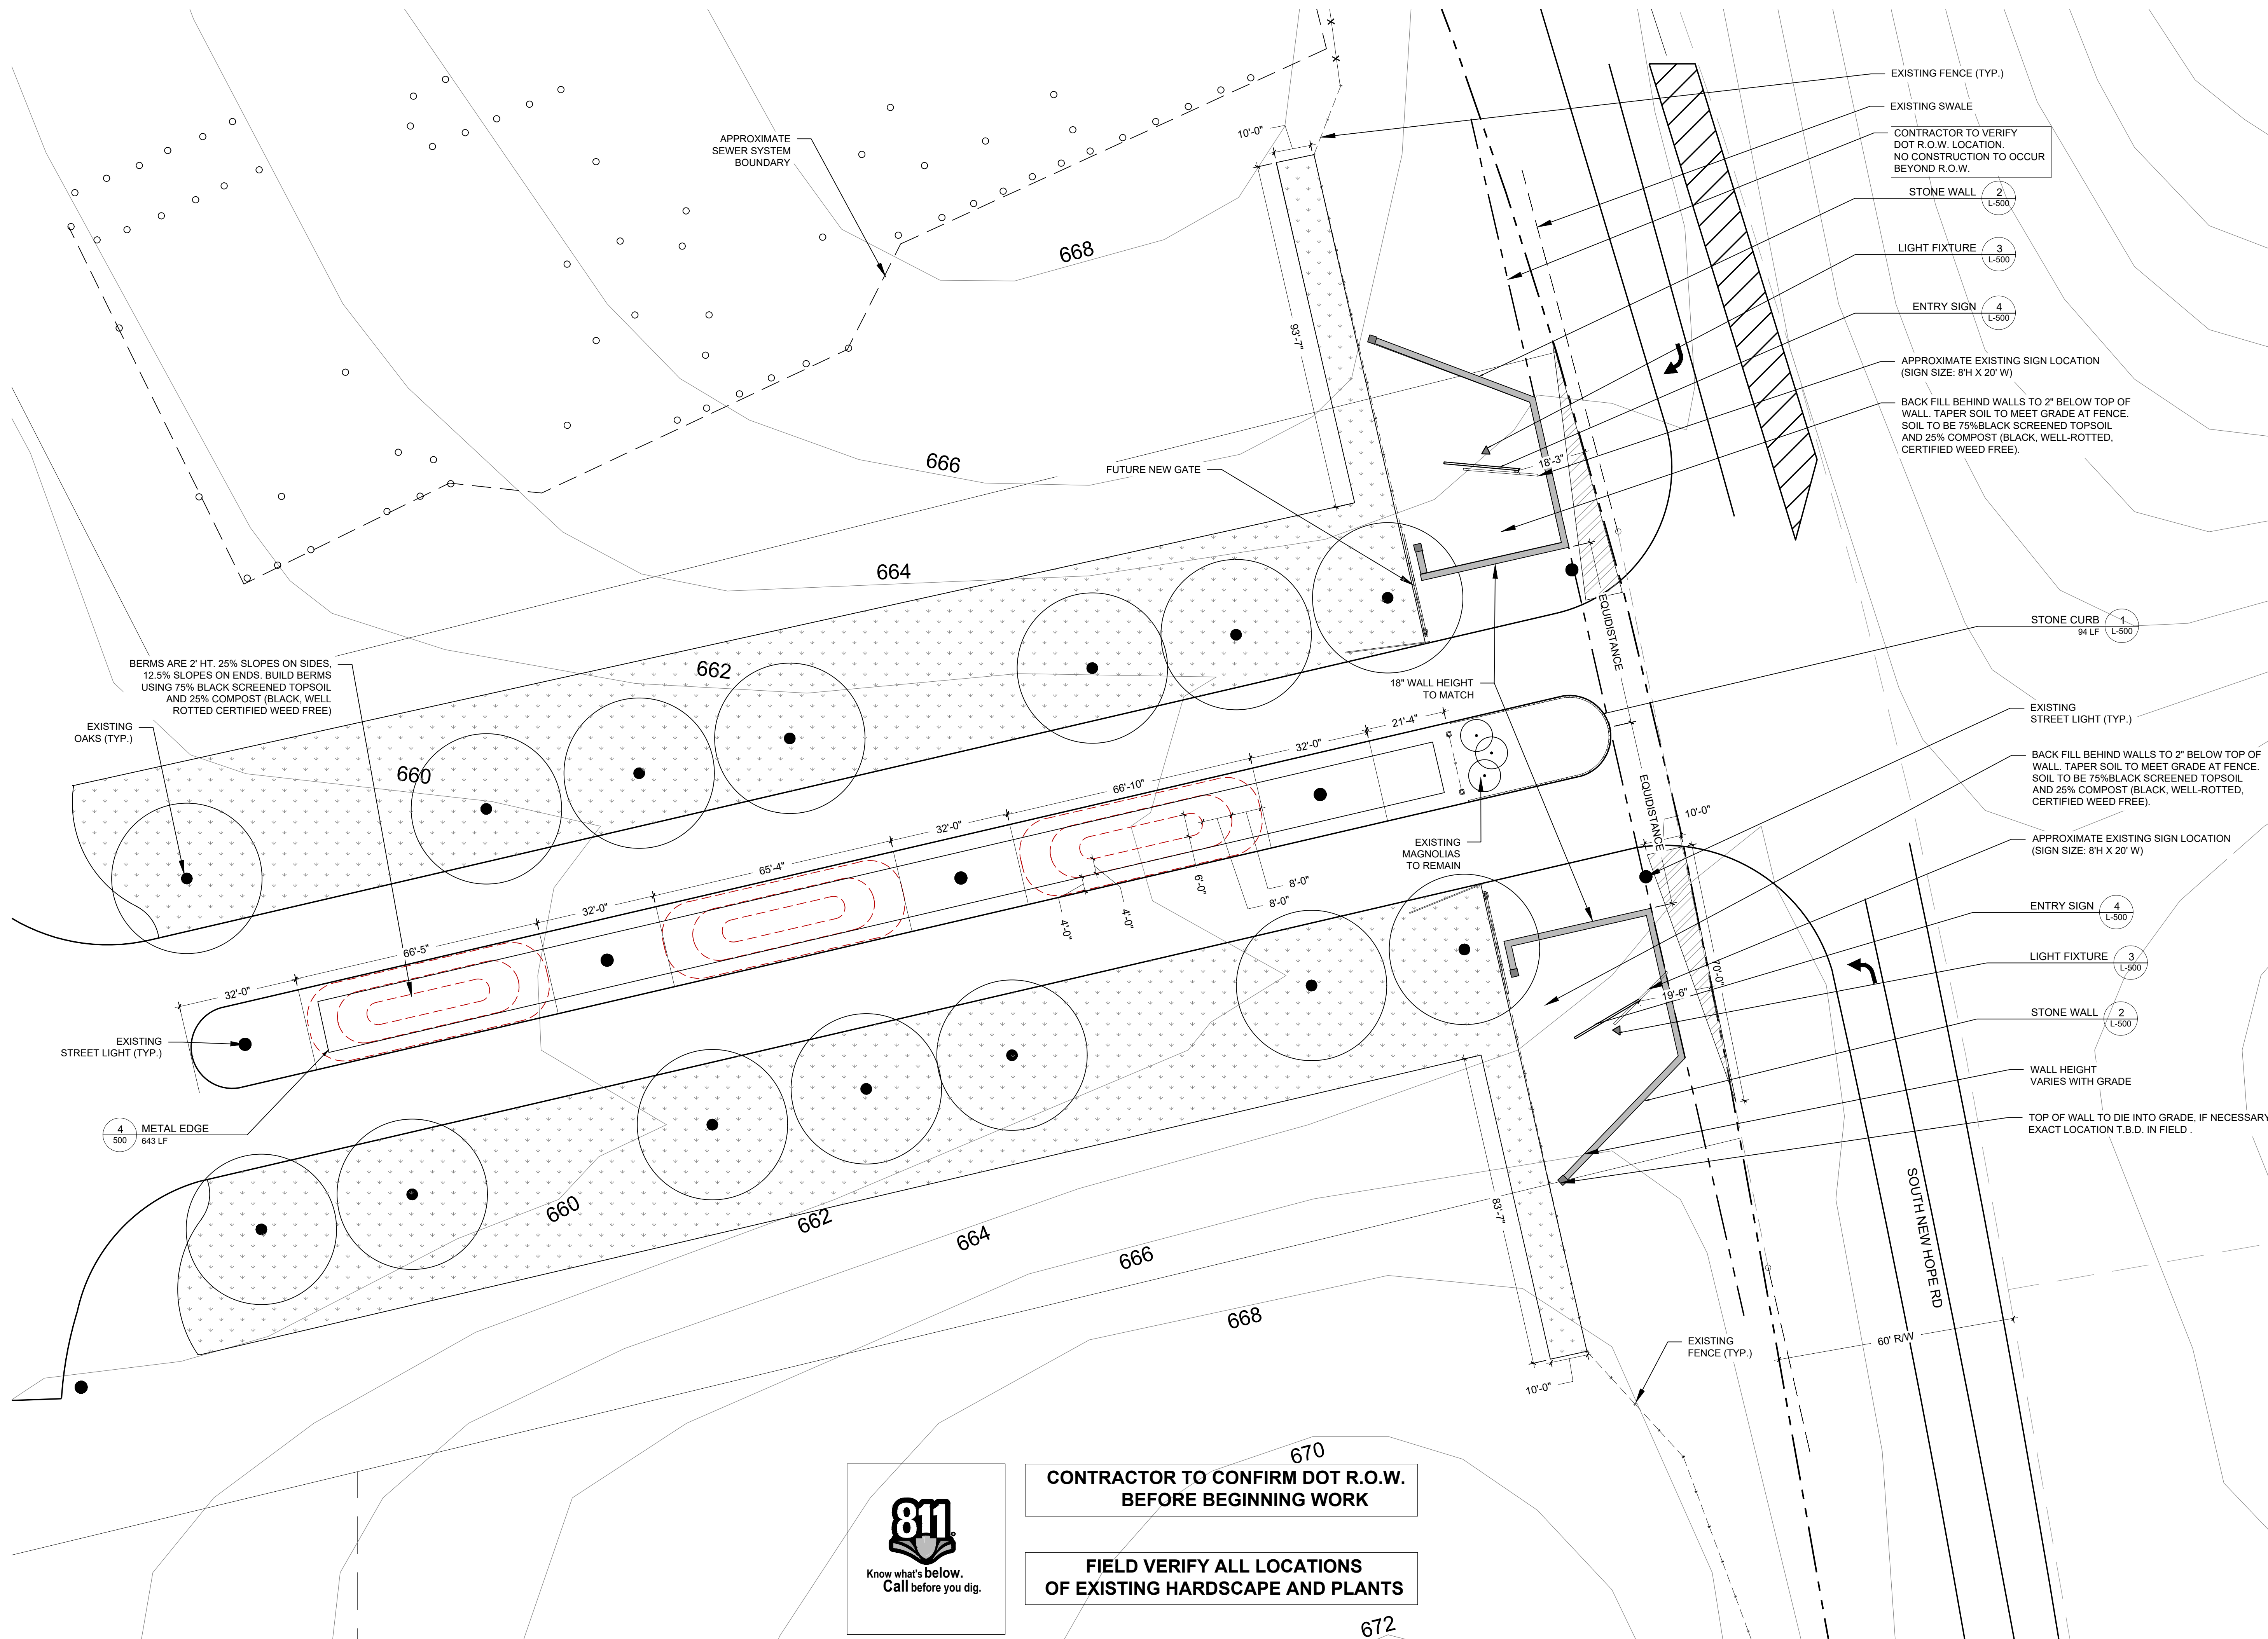 EXISTING FENCE (TYP.)
EXISTING SWALE
CONTRACTOR TO VERIFY
DOT R.O.W. LOCATION.
NO CONSTRUCTION TO OCCUR
BEYOND R.O.W.
STONE WALL 2
L-500
LIGHT FIXTURE 3
L-500
ENTRY SIGN 4
L-500
APPROXIMATE EXISTING SIGN LOCATION
(SIGN SIZE: 8'H X 20' W)
BACK FILL BEHIND WALLS TO 2" BELOW TOP OF
WALL. TAPER SOIL TO MEET GRADE AT FENCE.
SOIL TO BE 75%BLACK SCREENED TOPSOIL
AND 25% COMPOST (BLACK, WELL-ROTTED,
CERTIFIED WEED FREE).
X
X
10'-0"
APPROXIMATE
SEWER SYSTEM
BOUNDARY
668
93'-7"
666
FUTURE NEW GATE
18'-3"
664
EQUIDISTANCE
STONE CURB 1
94 LF L-500
BERMS ARE 2' HT. 25% SLOPES ON SIDES,
12.5% SLOPES ON ENDS. BUILD BERMS
USING 75% BLACK SCREENED TOPSOIL
AND 25% COMPOST (BLACK, WELL
ROTTED CERTIFIED WEED FREE)
662
18" WALL HEIGHT
TO MATCH
EXISTING
OAKS (TYP.)
660
21'-4"
32'-0"
66'-10"
32'-0"
65'-4"
32'-0"
66'-5"
32'-0"
EXISTING
STREET LIGHT (TYP.)
BACK FILL BEHIND WALLS TO 2" BELOW TOP OF
WALL. TAPER SOIL TO MEET GRADE AT FENCE.
SOIL TO BE 75%BLACK SCREENED TOPSOIL
AND 25% COMPOST (BLACK, WELL-ROTTED,
CERTIFIED WEED FREE).
EQUIDISTANCE
10'-0"
EXISTING
MAGNOLIAS
TO REMAIN
6'-0"
8'-0"
8'-0"
4'-0"
4'-0"
APPROXIMATE EXISTING SIGN LOCATION
(SIGN SIZE: 8'H X 20' W)
ENTRY SIGN 4
L-500
LIGHT FIXTURE 3
L-500
70'-0"
19'-6"
STONE WALL 2
L-500
EXISTING
STREET LIGHT (TYP.)
WALL HEIGHT
VARIES WITH GRADE
4 METAL EDGE
500 643 LF
TOP OF WALL TO DIE INTO GRADE, IF NECESSARY
EXACT LOCATION T.B.D. IN FIELD .
660
662
664
666
668
83'-7"
SOUTH NEW HOPE RD
60' R/W
EXISTING
FENCE (TYP.)
10'-0"
670
CONTRACTOR TO CONFIRM DOT R.O.W.
BEFORE BEGINNING WORK
811
Know what's below.
Call before you dig.
FIELD VERIFY ALL LOCATIONS
OF EXISTING HARDSCAPE AND PLANTS
672